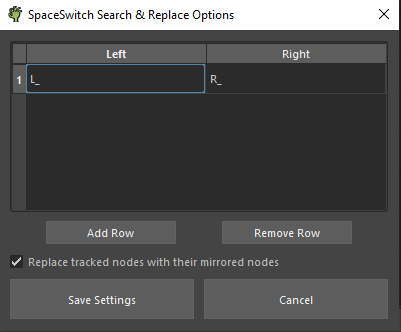 SpaceSwitch Search & Replace Options
Left Right
1 L_ R_
Add Row Remove Row
Replace tracked nodes with their mirrored nodes
Save Settings Cancel